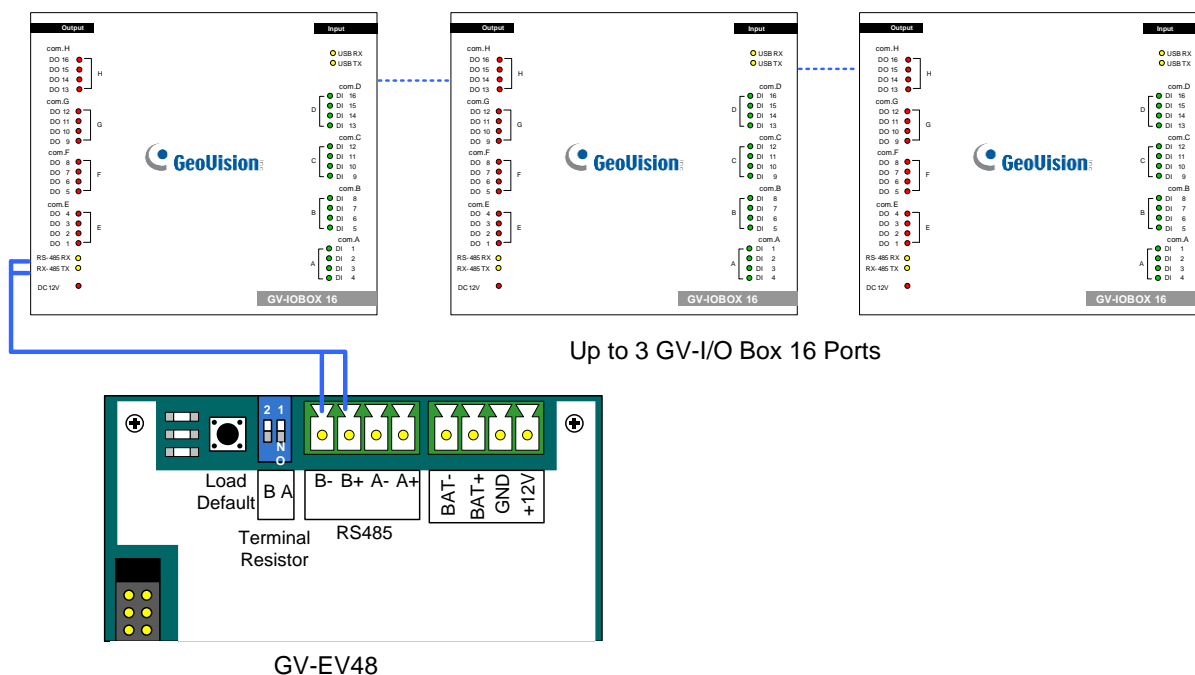 Output
com.H
DO 16
DO 15
DO 14
DO 13
H
com.G
DO 12
DO 11
DO 10
DO 9
G
com.F
DO 8
DO 7
DO 6
DO 5
F
com.E
DO 4
DO 3
DO 2
DO 1
E
RS-485 RX
RX-485 TX
DC 12V
GeoVision Inc
Input
USB RX
USB TX
com.D
DI 16
DI 15
DI 14
DI 13
D
com.C
DI 12
DI 11
DI 10
DI 9
C
com.B
DI 8
DI 7
DI 6
DI 5
B
com.A
DI 1
DI 2
DI 3
DI 4
A
GV-IOBOX 16
Output
com.H
DO 16
DO 15
DO 14
DO 13
H
com.G
DO 12
DO 11
DO 10
DO 9
G
com.F
DO 8
DO 7
DO 6
DO 5
F
com.E
DO 4
DO 3
DO 2
DO 1
E
RS-485 RX
RX-485 TX
DC 12V
GeoVision Inc
Input
USB RX
USB TX
com.D
DI 16
DI 15
DI 14
DI 13
D
com.C
DI 12
DI 11
DI 10
DI 9
C
com.B
DI 8
DI 7
DI 6
DI 5
B
com.A
DI 1
DI 2
DI 3
DI 4
A
GV-IOBOX 16
Output
com.H
DO 16
DO 15
DO 14
DO 13
H
com.G
DO 12
DO 11
DO 10
DO 9
G
com.F
DO 8
DO 7
DO 6
DO 5
F
com.E
DO 4
DO 3
DO 2
DO 1
E
RS-485 RX
RX-485 TX
DC 12V
GeoVision Inc
Input
USB RX
USB TX
com.D
DI 16
DI 15
DI 14
DI 13
D
com.C
DI 12
DI 11
DI 10
DI 9
C
com.B
DI 8
DI 7
DI 6
DI 5
B
com.A
DI 1
DI 2
DI 3
DI 4
A
GV-IOBOX 16
Up to 3 GV-I/O Box 16 Ports
2 1
N
O
Load
Default
B A
Terminal
Resistor
B- B+ A- A+
RS485
BAT-
BAT+
GND
+12V
GV-EV48